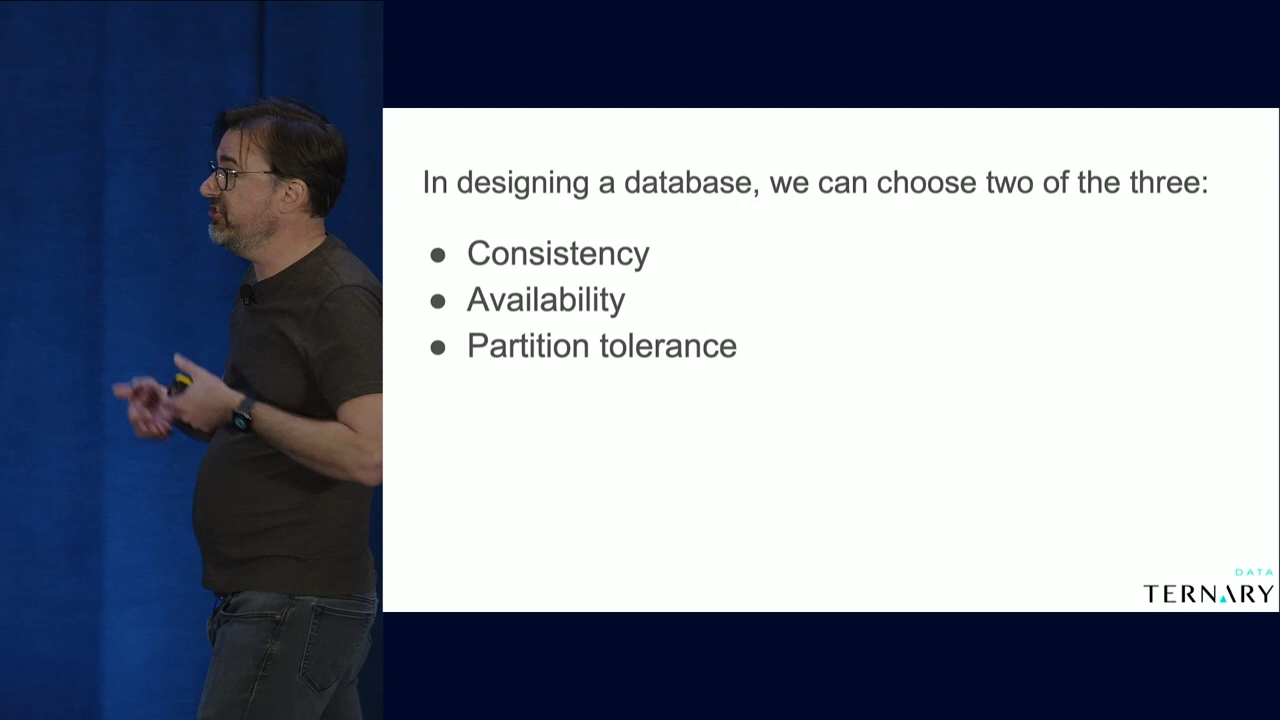 In designing a database, we can choose two of the three:
● Consistency
● Availability
● Partition tolerance
DATA
TERNARY